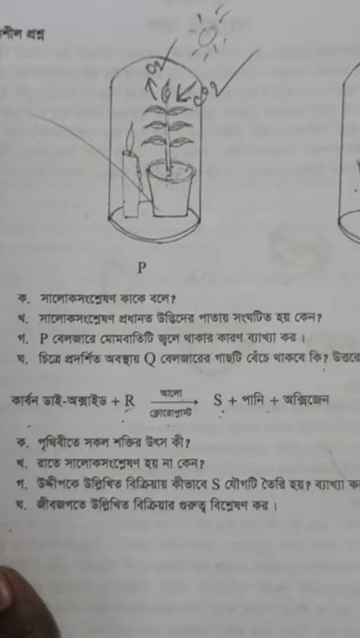 শীল প্রশ্ন
P
ক. সালোকসংশ্লেষণ কাকে বলে?
খ. সালোকসংশ্লেষণ প্রধানত উদ্ভিদের পাতায় সংঘটিত হয় কেন?
গ. P বেলজারে মোমবাতিটি জ্বলে থাকার কারণ ব্যাখ্যা কর।
ঘ. চিত্রে প্রদর্শিত অবস্থায় Q বেলজারের গাছটি বেঁচে থাকবে কি? উত্তরে
কার্বন ডাই-অক্সাইড + R আলো ক্লোরোপ্লাস্ট S + পানি + অক্সিজেন
ক. পৃথিবীতে সকল শক্তির উৎস কী?
খ. রাতে সালোকসংশ্লেষণ হয় না কেন?
গ. উদ্দীপকে উল্লিখিত বিক্রিয়ায় কীভাবে S যৌগটি তৈরি হয়? ব্যাখ্যা ক
ঘ. জীবজগতে উল্লিখিত বিক্রিয়ার গুরুত্ব বিশ্লেষণ কর।